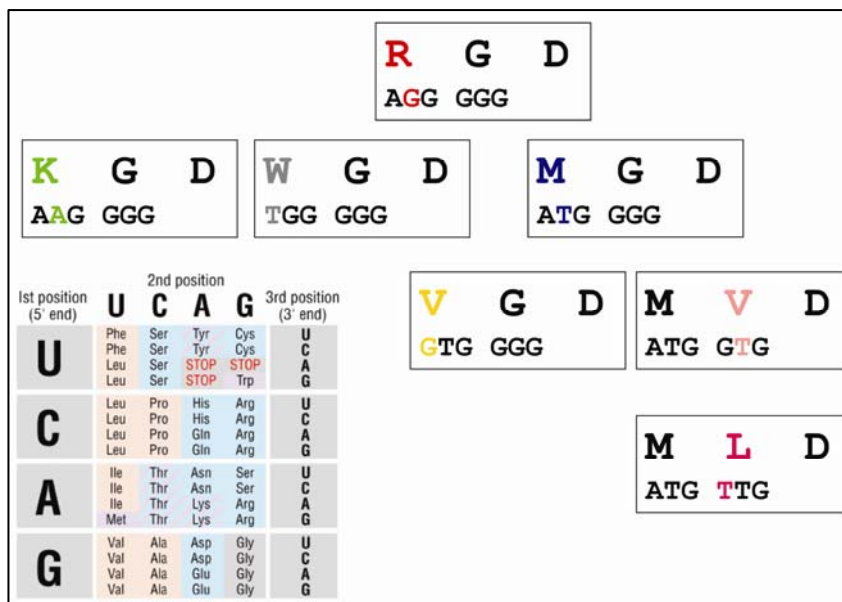 R G D
AGG GGG
K G D
AAG GGG
W G D
TGG GGG
M G D
ATG GGG
V G D
GTG GGG
M V D
ATG GTG
M L D
ATG TTG
2nd position
1st position
(5' end)
U C A G
3rd position
(3' end)
U
Phe Ser Tyr Cys U
Phe Ser Tyr Cys C
Leu Ser STOP STOP A
Leu Ser STOP Trp G
C
Leu Pro His Arg U
Leu Pro His Arg C
Leu Pro Gln Arg A
Leu Pro Gln Arg G
A
Ile Thr Asn Ser U
Ile Thr Asn Ser C
Ile Thr Lys Arg A
Met Thr Lys Arg G
G
Val Ala Asp Gly U
Val Ala Asp Gly C
Val Ala Glu Gly A
Val Ala Glu Gly G